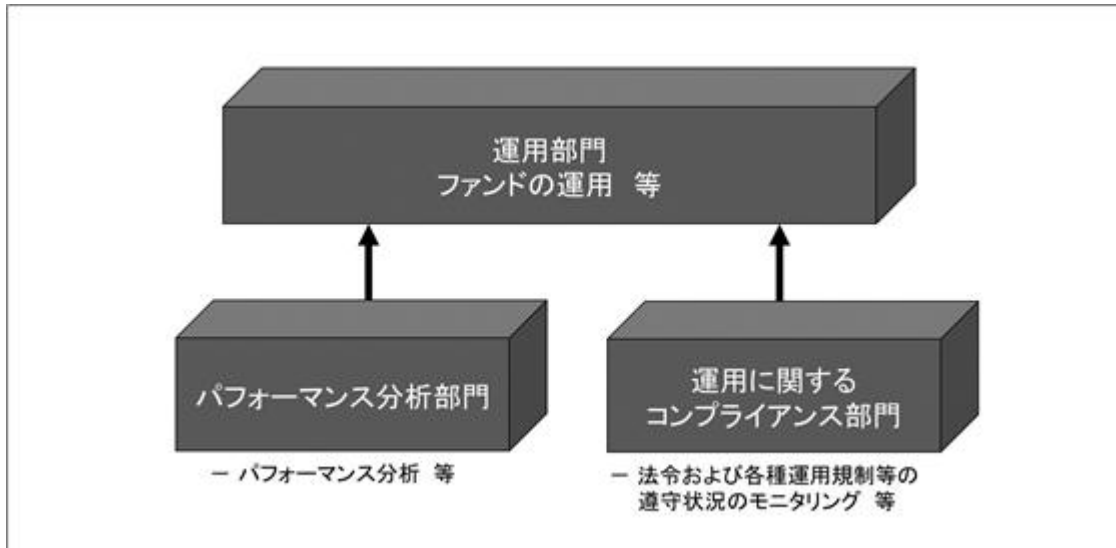 運用部門
ファンドの運用 等
パフォーマンス分析部門
－ パフォーマンス分析 等
運用に関する
コンプライアンス部門
－ 法令および各種運用規制等の
遵守状況のモニタリング 等